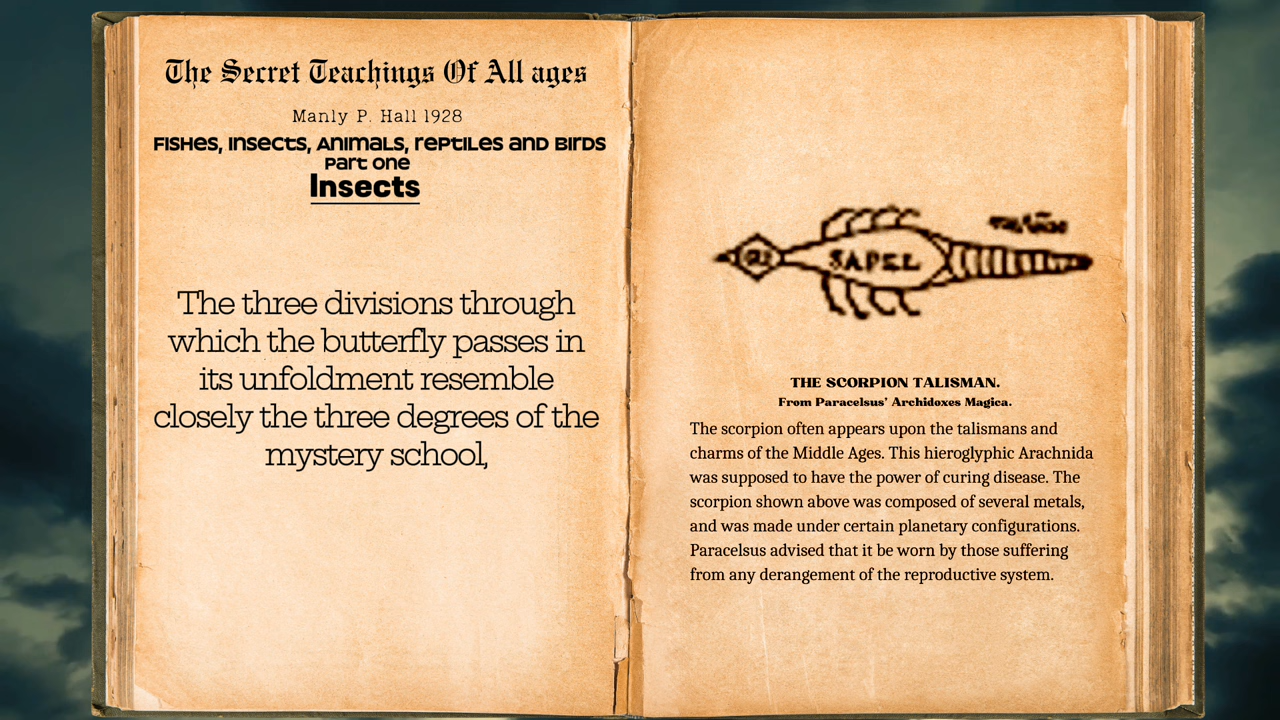 The Secret Teachings Of All ages
Manly P. Hall 1928
FISHes, Insects, Animals, reptiles and Birds
Part one
Insects
The three divisions through
which the butterfly passes in
its unfoldment resemble
closely the three degrees of the
mystery school,
SAPEL
THE SCORPION TALISMAN.
From Paracelsus' Archidoxes Magica.
The scorpion often appears upon the talismans and
charms of the Middle Ages. This hieroglyphic Arachnida
was supposed to have the power of curing disease. The
scorpion shown above was composed of several metals,
and was made under certain planetary configurations.
Paracelsus advised that it be worn by those suffering
from any derangement of the reproductive system.